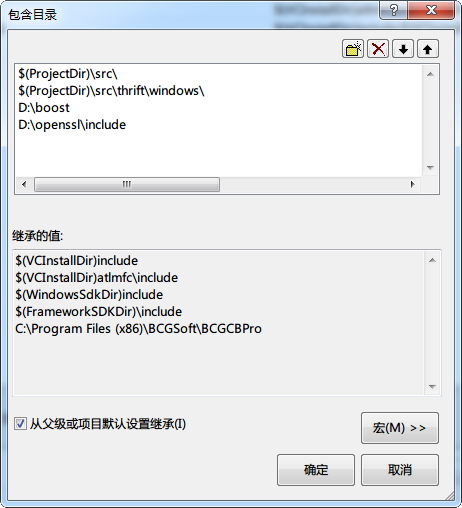 包含目录
$(ProjectDir)\src\
$(ProjectDir)\src\thrift\windows\
D:\boost
D:\openssl\include
继承的值:
$(VCInstallDir)include
$(VCInstallDir)atlmfc\include
$(WindowsSdkDir)include
$(FrameworkSDKDir)\include
C:\Program Files (x86)\BCGSoft\BCGCBPro
从父级或项目默认设置继承(I)
宏(M) >>
确定
取消